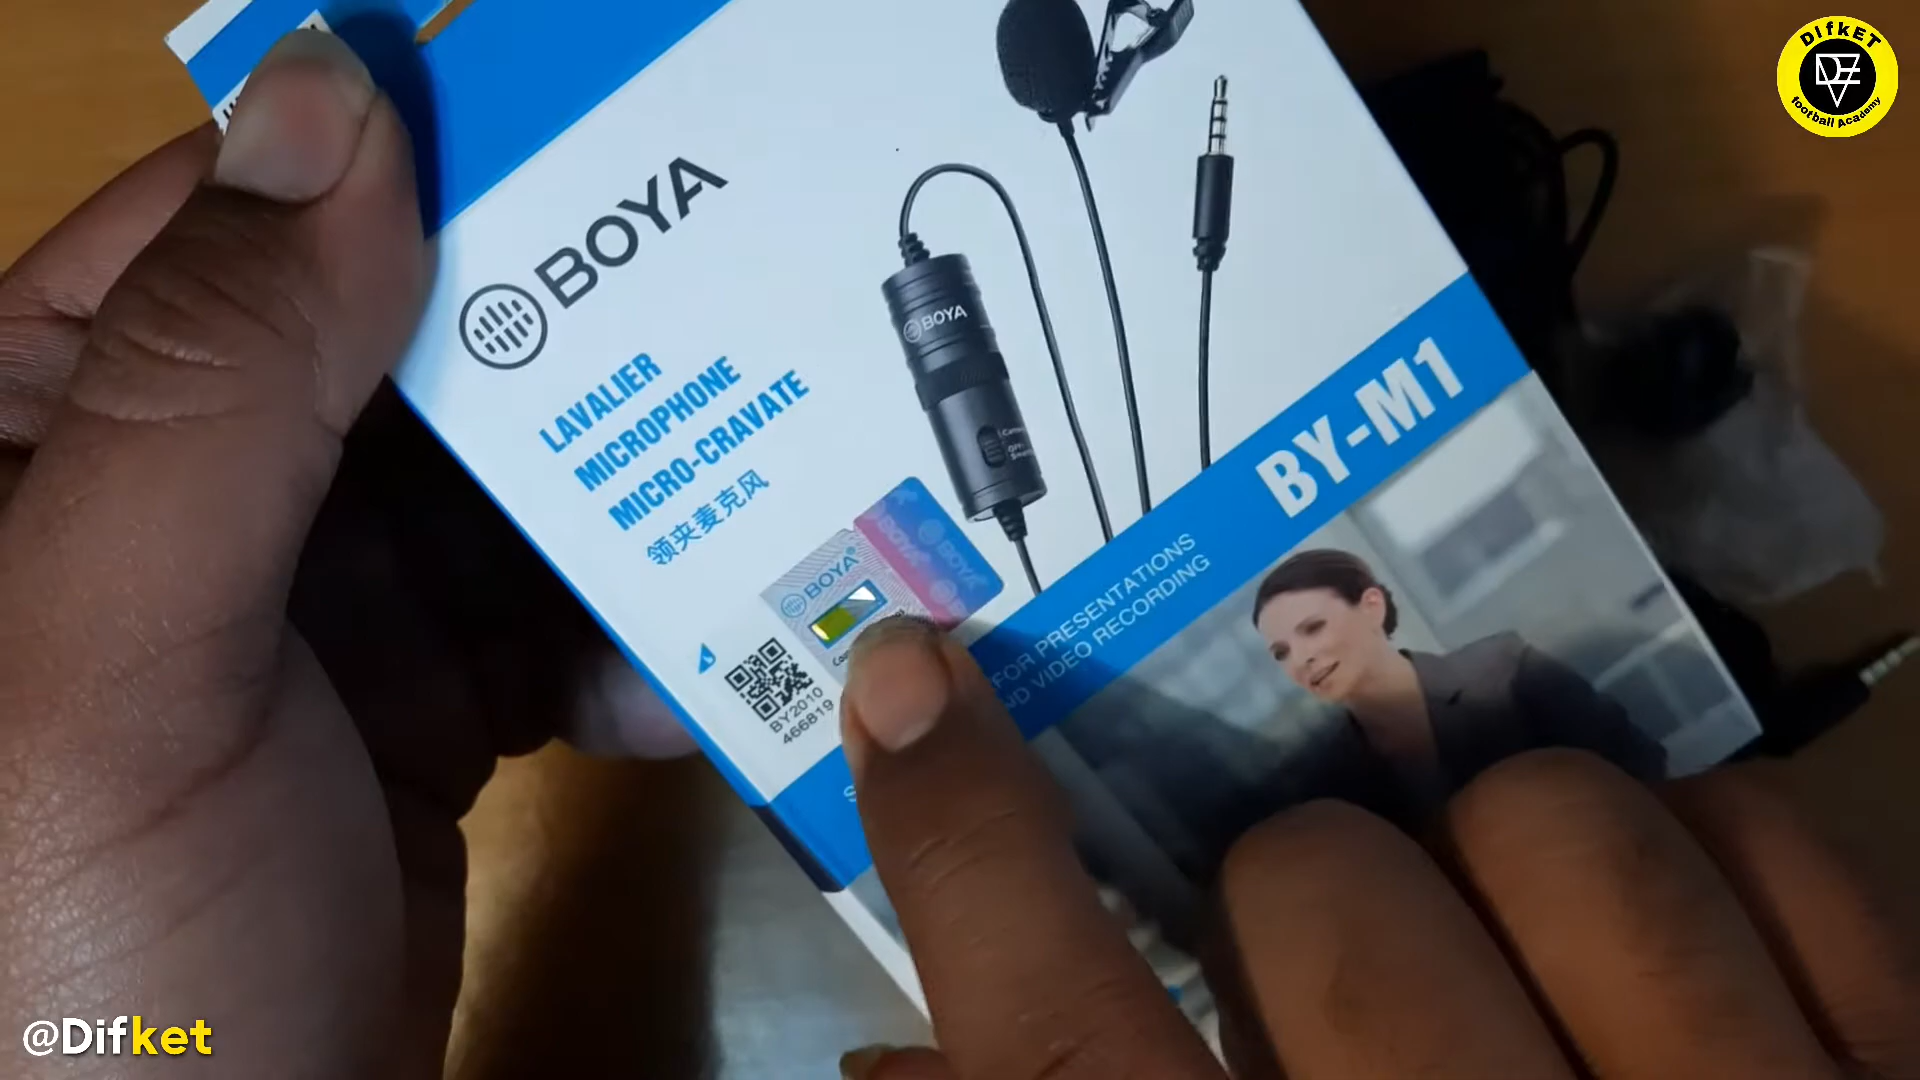 DIfKET
football Academy
BOYA
LAVALIER
MICROPHONE
MICRO-CRAVATE
领夹麦克风
BOYA
BY-M1
BOYA®
BOYA
BOYA
BY2010
466819
FOR PRESENTATIONS
VIDEO RECORDING
@Difket